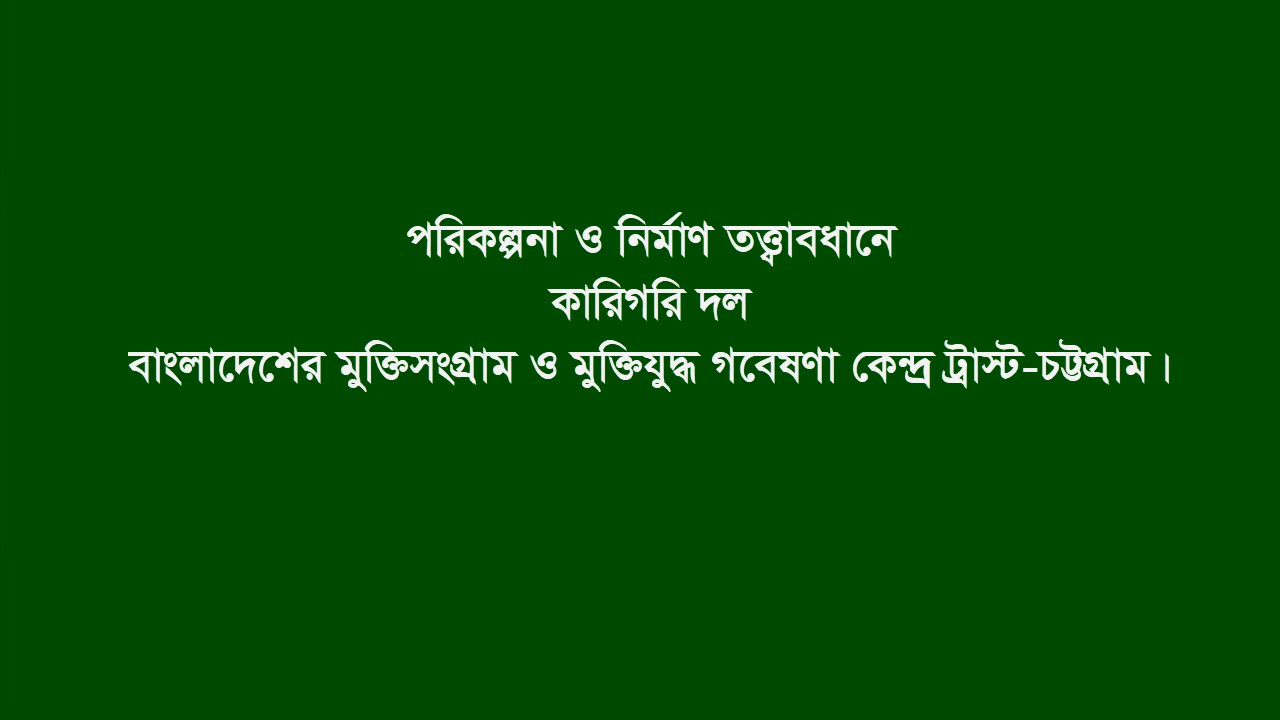 পরিকল্পনা ও নির্মাণ তত্ত্বাবধানে
কারিগরি দল
বাংলাদেশের মুক্তিসংগ্রাম ও মুক্তিযুদ্ধ গবেষণা কেন্দ্র ট্রাস্ট-চট্টগ্রাম।